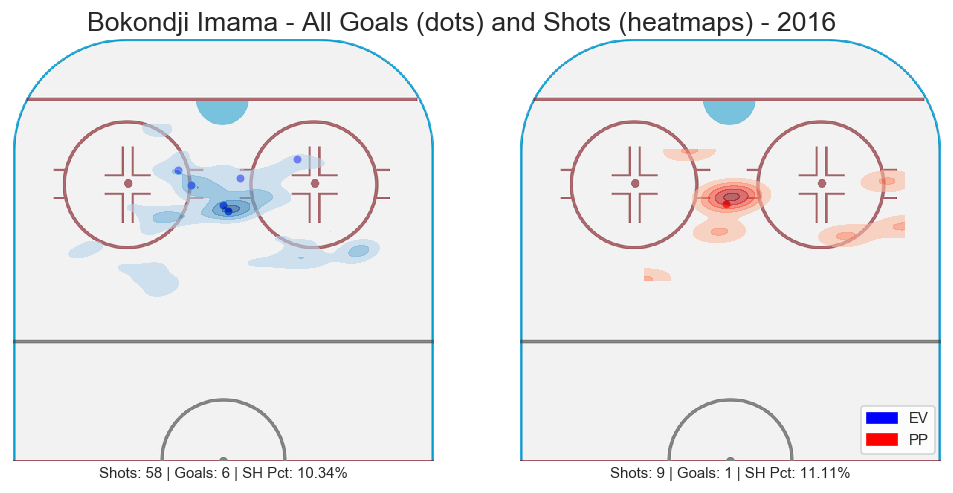 Bokondji Imama - All Goals (dots) and Shots (heatmaps) - 2016
EV
PP
Shots: 58 | Goals: 6 | SH Pct: 10.34%
Shots: 9 | Goals: 1 | SH Pct: 11.11%